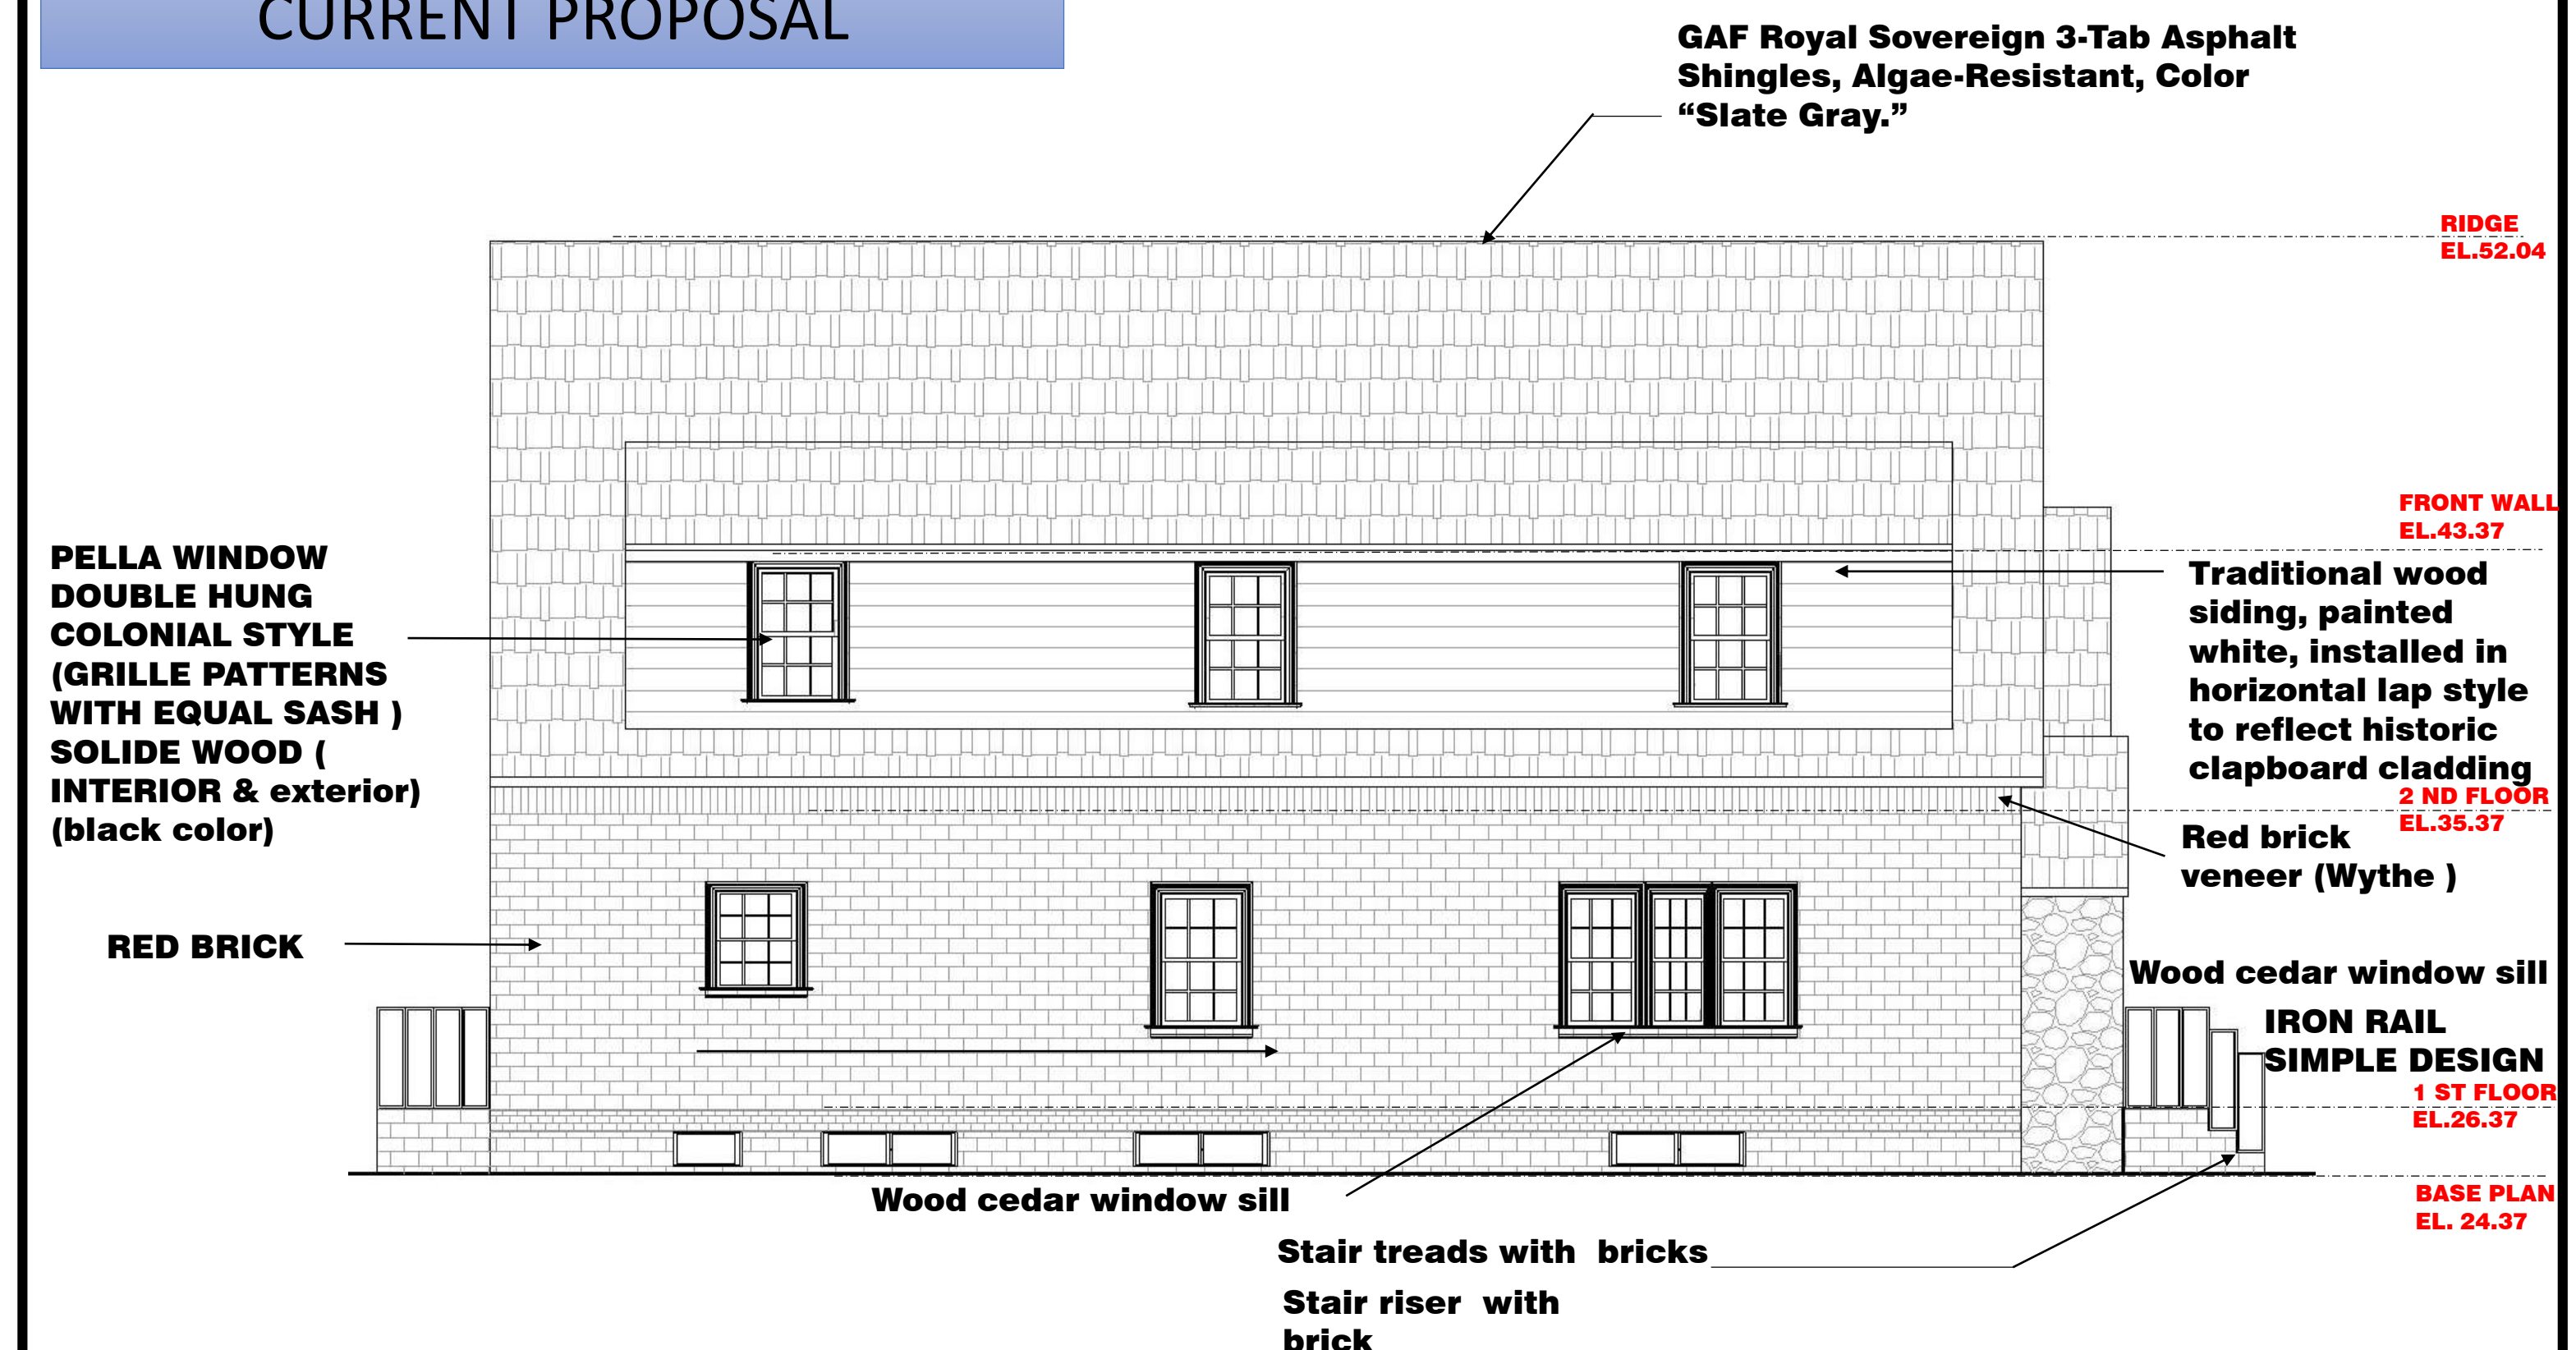 CURRENT PROPOSAL
GAF Royal Sovereign 3-Tab Asphalt
Shingles, Algae-Resistant, Color
“Slate Gray.”
RIDGE
EL.52.04
FRONT WALL
EL.43.37
PELLA WINDOW
DOUBLE HUNG
COLONIAL STYLE
(GRILLE PATTERNS
WITH EQUAL SASH )
SOLIDE WOOD (
INTERIOR & exterior)
(black color)
Traditional wood
siding, painted
white, installed in
horizontal lap style
to reflect historic
clapboard cladding
2 ND FLOOR
EL.35.37
Red brick
veneer (Wythe )
RED BRICK
Wood cedar window sill
IRON RAIL
SIMPLE DESIGN
1 ST FLOOR
EL.26.37
Wood cedar window sill
BASE PLAN
EL. 24.37
Stair treads with  bricks
Stair riser  with
brick